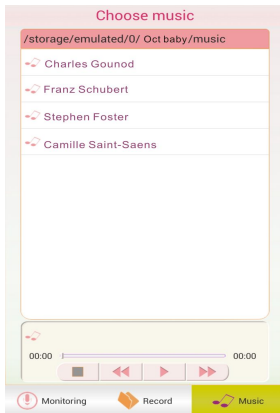 Choose music
/storage/emulated/0/ Oct baby/music
Charles Gounod
Franz Schubert
Stephen Foster
Camille Saint-Saens
00:00 00:00
Monitoring Record Music